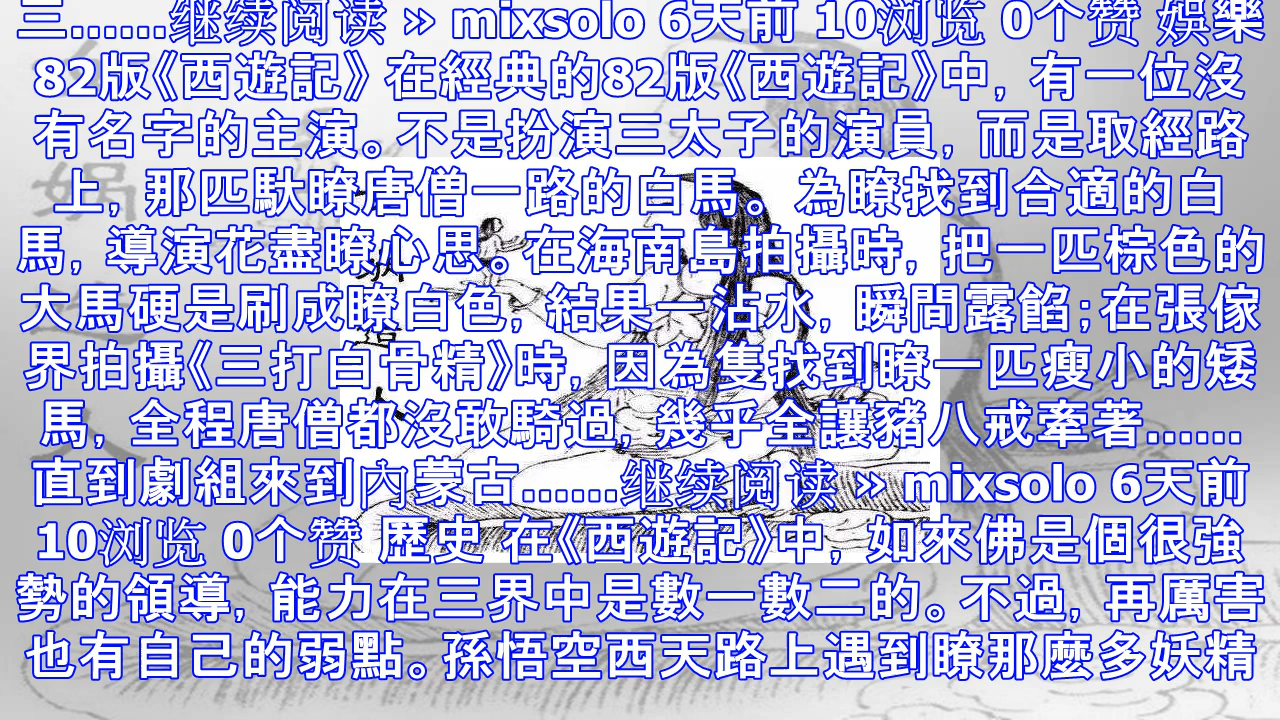 三......继续阅读 » mixsolo 6天前 10浏览 0个赞 娛樂
82版《西遊記》 在經典的82版《西遊記》中, 有一位沒
有名字的主演。不是扮演三太子的演員, 而是取經路
上, 那匹馱瞭唐僧一路的白馬。 為瞭找到合適的白
馬, 導演花盡瞭心思。在海南島拍攝時, 把一匹棕色的
大馬硬是刷成瞭白色, 結果一沾水, 瞬間露餡;在張傢
界拍攝《三打白骨精》時, 因為隻找到瞭一匹瘦小的矮
馬, 全程唐僧都沒敢騎過, 幾乎全讓豬八戒牽著......
直到劇組來到內蒙古......继续阅读 » mixsolo 6天前
10浏览 0个赞 歷史 在《西遊記》中, 如來佛是個很強
勢的領導, 能力在三界中是數一數二的。不過, 再厲害
也有自己的弱點。孫悟空西天路上遇到瞭那麼多妖精